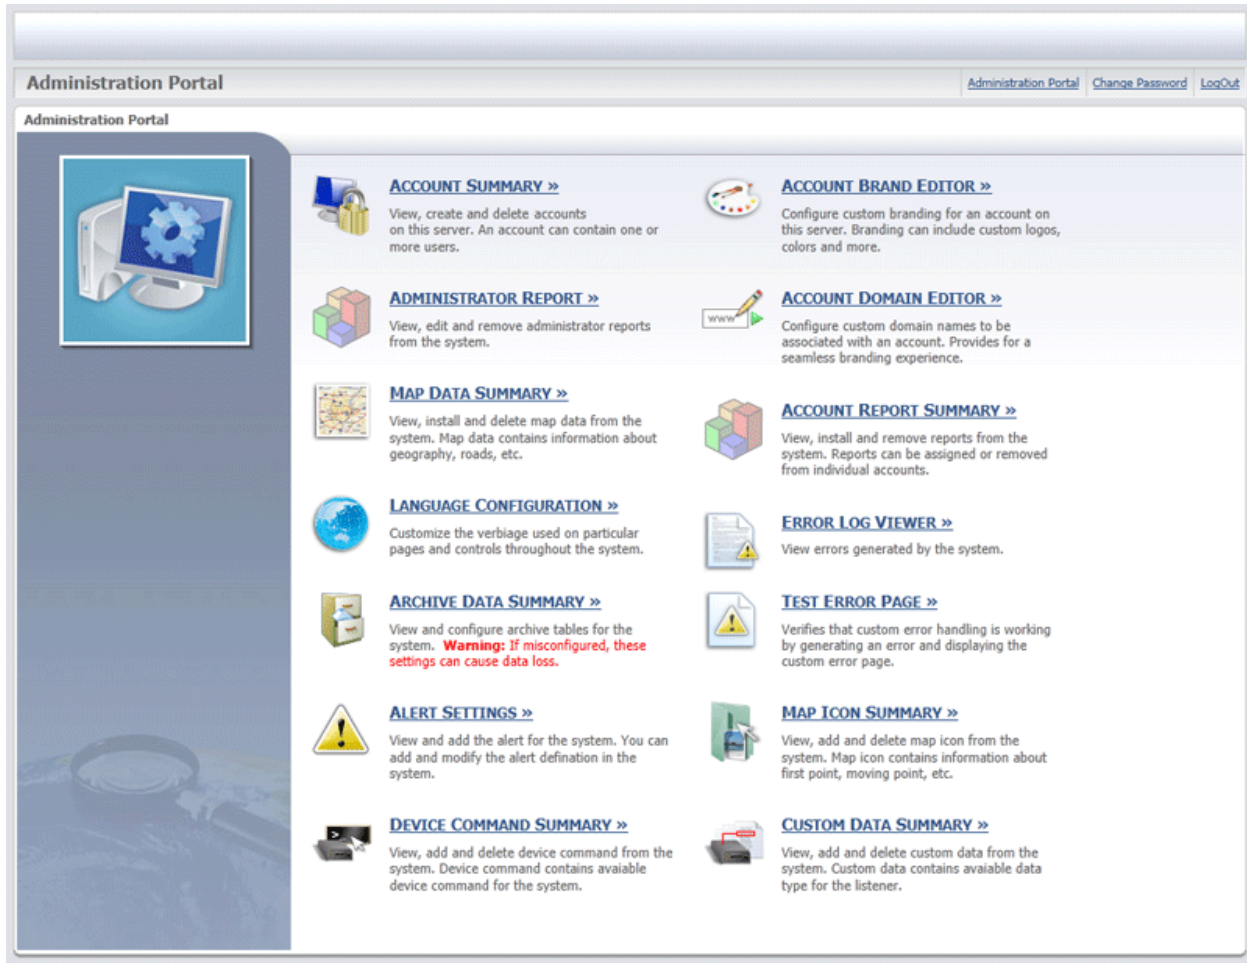 Administration Portal
Administration Portal Change Password LogOut
Administration Portal
ACCOUNT SUMMARY »
View, create and delete accounts
on this server. An account can contain one or
more users.
ADMINISTRATOR REPORT »
View, edit and remove administrator reports
from the system.
MAP DATA SUMMARY »
View, install and delete map data from the
system. Map data contains information about
geography, roads, etc.
LANGUAGE CONFIGURATION »
Customize the verbiage used on particular
pages and controls throughout the system.
ARCHIVE DATA SUMMARY »
View and configure archive tables for the
system. Warning: If misconfigured, these
settings can cause data loss.
ALERT SETTINGS »
View and add the alert for the system. You can
add and modify the alert defination in the
system.
DEVICE COMMAND SUMMARY »
View, add and delete device command from the
system. Device command contains avaiable
device command for the system.
ACCOUNT BRAND EDITOR »
Configure custom branding for an account on
this server. Branding can include custom logos,
colors and more.
www
ACCOUNT DOMAIN EDITOR »
Configure custom domain names to be
associated with an account. Provides for a
seamless branding experience.
ACCOUNT REPORT SUMMARY »
View, install and remove reports from the
system. Reports can be assigned or removed
from individual accounts.
ERROR LOG VIEWER »
View errors generated by the system.
TEST ERROR PAGE »
Verifies that custom error handling is working
by generating an error and displaying the
custom error page.
MAP ICON SUMMARY »
View, add and delete map icon from the
system. Map icon contains information about
first point, moving point, etc.
CUSTOM DATA SUMMARY »
View, add and delete custom data from the
system. Custom data contains avaiable data
type for the listener.